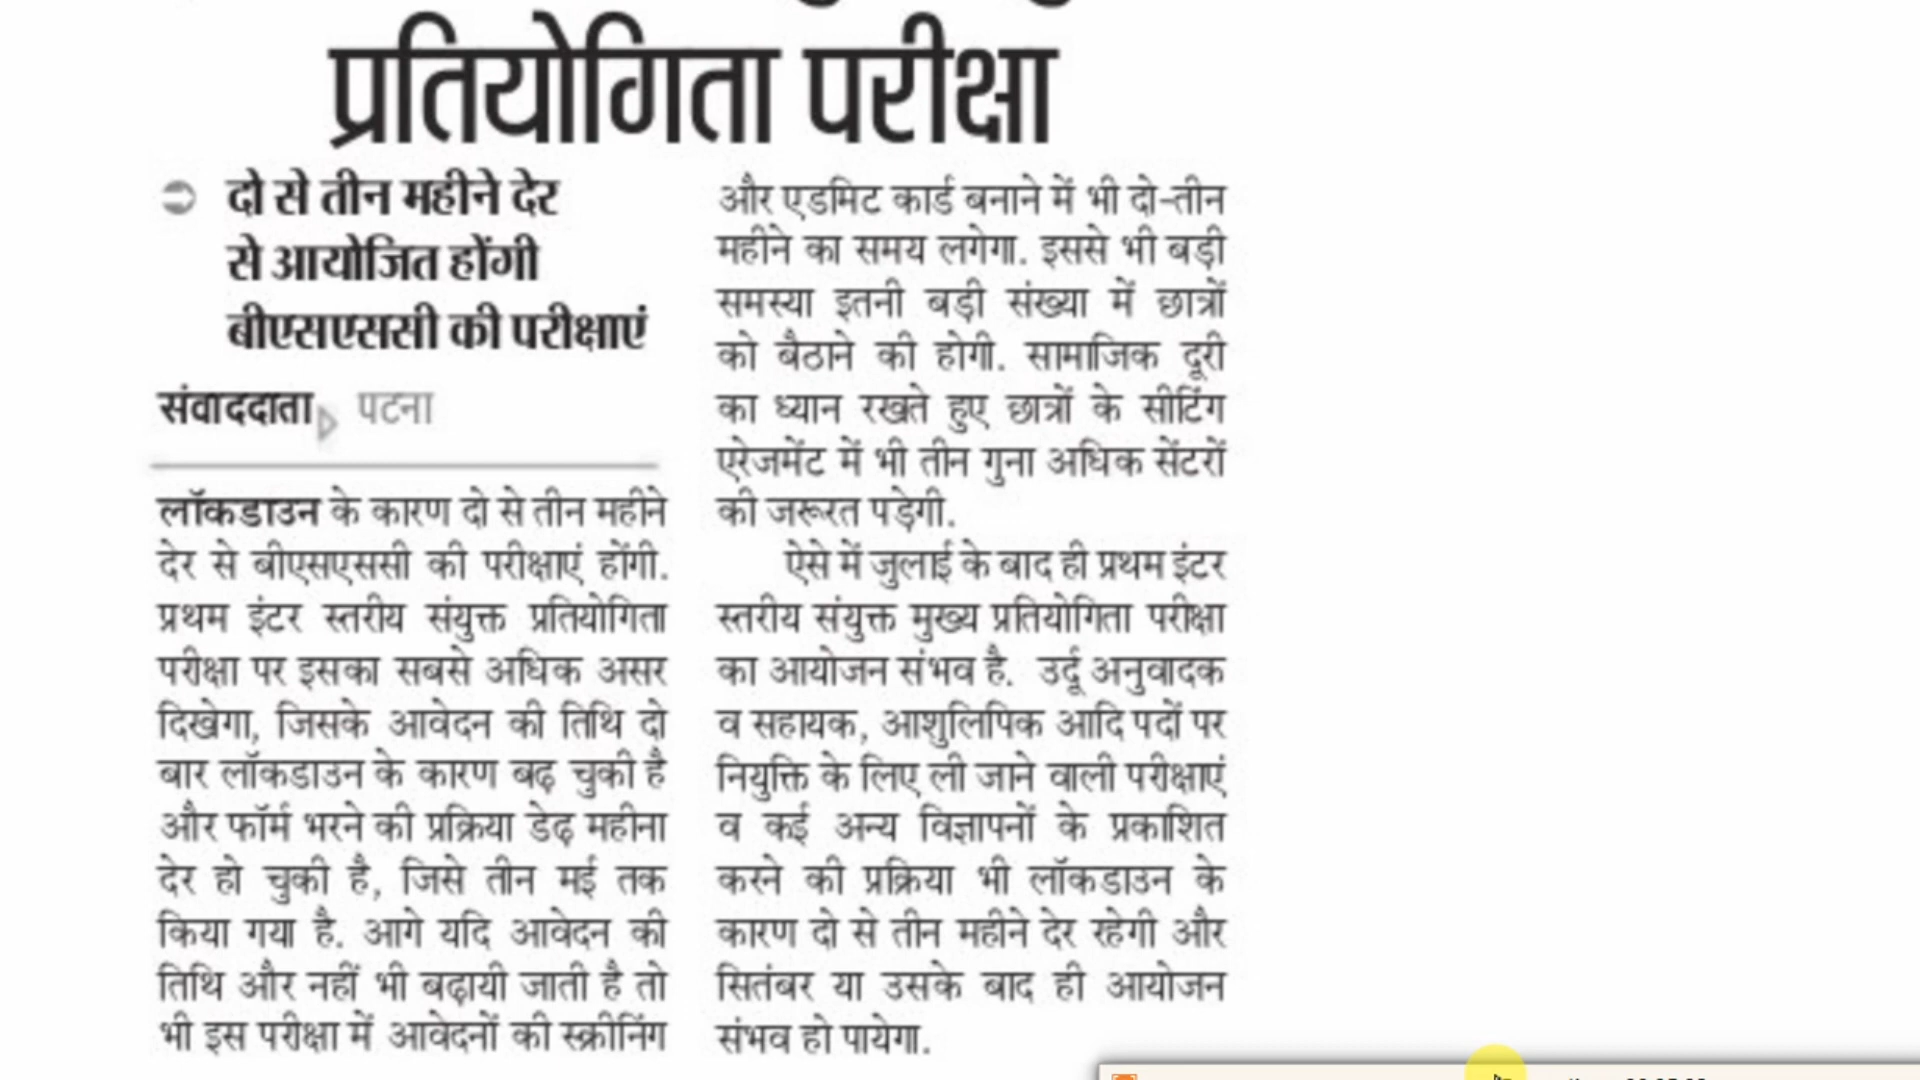 प्रतियोगिता परीक्षा
दो से तीन महीने देर
से आयोजित होंगी
बीएसएससी की परीक्षाएं
संवाददाता पटना
लॉकडाउन के कारण दो से तीन महीने
देर से बीएसएससी की परीक्षाएं होंगी.
प्रथम इंटर स्तरीय संयुक्त प्रतियोगिता
परीक्षा पर इसका सबसे अधिक असर
दिखेगा, जिसके आवेदन की तिथि दो
बार लॉकडाउन के कारण बढ़ चुकी है
और फॉर्म भरने की प्रक्रिया डेढ़ महीना
देर हो चुकी है, जिसे तीन मई तक
किया गया है. आगे यदि आवेदन की
तिथि और नहीं भी बढ़ायी जाती है तो
भी इस परीक्षा में आवेदनों की स्क्रीनिंग
और एडमिट कार्ड बनाने में भी दो-तीन
महीने का समय लगेगा. इससे भी बड़ी
समस्या इतनी बड़ी संख्या में छात्रों
को बैठाने की होगी. सामाजिक दूरी
का ध्यान रखते हुए छात्रों के सीटिंग
एरेजमेंट में भी तीन गुना अधिक सेंटरों
की जरूरत पड़ेगी.
ऐसे में जुलाई के बाद ही प्रथम इंटर
स्तरीय संयुक्त मुख्य प्रतियोगिता परीक्षा
का आयोजन संभव है. उर्दू अनुवादक
व सहायक, आशुलिपिक आदि पदों पर
नियुक्ति के लिए ली जाने वाली परीक्षाएं
व कई अन्य विज्ञापनों के प्रकाशित
करने की प्रक्रिया भी लॉकडाउन के
कारण दो से तीन महीने देर रहेगी और
सितंबर या उसके बाद ही आयोजन
संभव हो पायेगा.